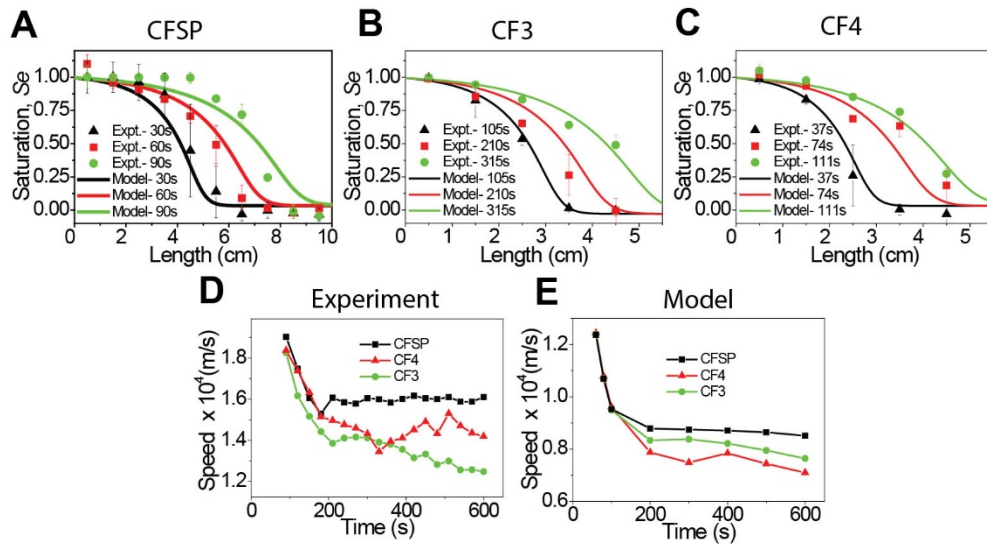 A
CFSP
Saturation, Se
1.00
0.75
0.50
0.25
0.00
Expt.- 30s
Expt.- 60s
Expt.- 90s
Model- 30s
Model- 60s
Model- 90s
0 2 4 6 8 10
Length (cm)
B
CF3
Saturation, Se
1.00
0.75
0.50
0.25
0.00
Expt.- 105s
Expt.- 210s
Expt.- 315s
Model- 105s
Model- 210s
Model- 315s
0 1 2 3 4 5
Length (cm)
C
CF4
Saturation, Se
1.00
0.75
0.50
0.25
0.00
Expt.- 37s
Expt.- 74s
Expt.- 111s
Model- 37s
Model- 74s
Model- 111s
0 1 2 3 4 5
Length (cm)
D
Experiment
Speed x 10⁴(m/s)
1.8
1.6
1.4
1.2
CFSP
CF4
CF3
0 200 400 600
Time (s)
E
Model
Speed x 10⁴(m/s)
1.2
1.0
0.8
0.6
CFSP
CF4
CF3
0 200 400 600
Time (s)